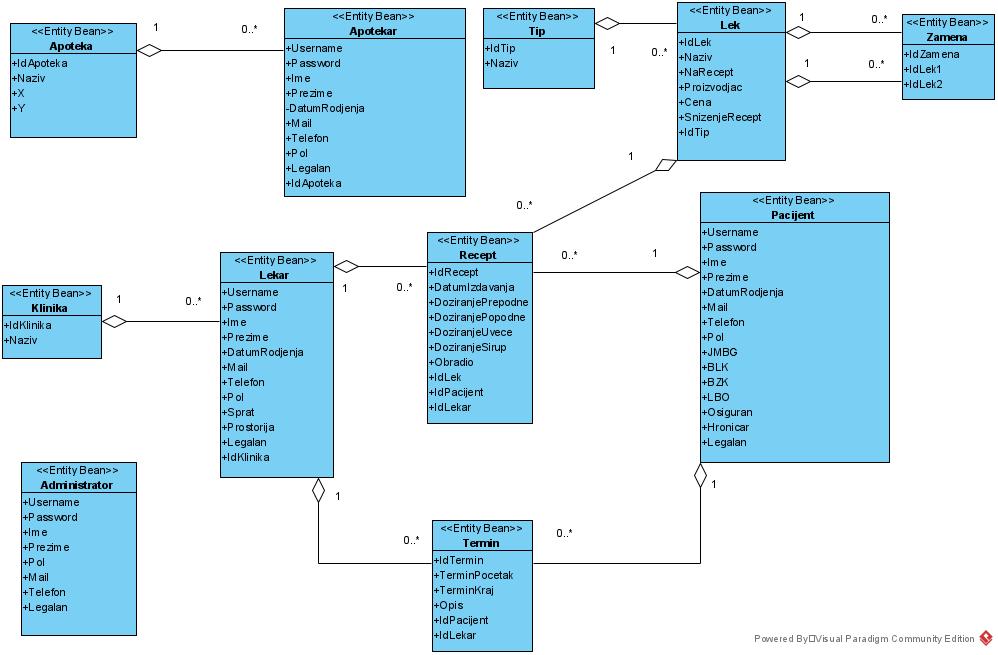 <<Entity Bean>>
Apoteka
+IdApoteka
+Naziv
+X
+Y
1
0..*
<<Entity Bean>>
Apotekar
+Username
+Password
+Ime
+Prezime
-DatumRodjenja
+Mail
+Telefon
+Pol
+Legalan
+IdApoteka
<<Entity Bean>>
Tip
+IdTip
+Naziv
1
0..*
<<Entity Bean>>
Lek
+IdLek
+Naziv
+NaRecept
+Proizvodjac
+Cena
+SnizenjeRecept
+IdTip
1
0..*
1
0..*
<<Entity Bean>>
Zamena
+IdZamena
+IdLek1
+IdLek2
1
0..*
<<Entity Bean>>
Klinika
+IdKlinika
+Naziv
1
0..*
<<Entity Bean>>
Lekar
+Username
+Password
+Ime
+Prezime
+DatumRodjenja
+Mail
+Telefon
+Pol
+Sprat
+Prostorija
+Legalan
+IdKlinika
1
0..*
<<Entity Bean>>
Recept
+IdRecept
+DatumIzdavanja
+DoziranjePrepodne
+DoziranjePopodne
+DoziranjeUvece
+DoziranjeSirup
+Obradio
+IdLek
+IdPacijent
+IdLekar
0..*
1
<<Entity Bean>>
Pacijent
+Username
+Password
+Ime
+Prezime
+DatumRodjenja
+Mail
+Telefon
+Pol
+JMBG
+BLK
+BZK
+LBO
+Osiguran
+Hronicar
+Legalan
<<Entity Bean>>
Administrator
+Username
+Password
+Ime
+Prezime
+Pol
+Mail
+Telefon
+Legalan
1
0..*
<<Entity Bean>>
Termin
+IdTermin
+TerminPocetak
+TerminKraj
+Opis
+IdPacijent
+IdLekar
0..*
1
Powered By□Visual Paradigm Community Edition